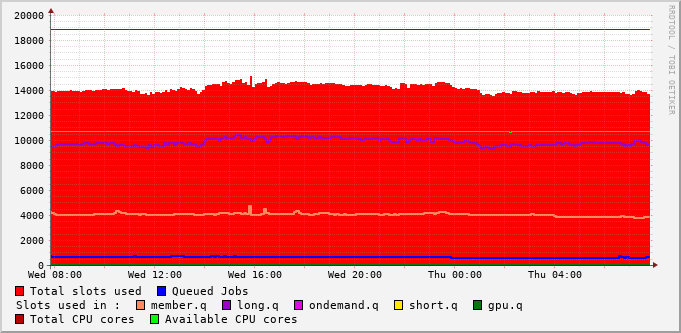 20000
18000
16000
14000
12000
10000
8000
6000
4000
2000
0
Wed 08:00 Wed 12:00 Wed 16:00 Wed 20:00 Thu 00:00 Thu 04:00
RRDTOOL / TOBI OETIKER
Total slots used Queued Jobs
Slots used in : member.q long.q ondemand.q short.q gpu.q
Total CPU cores Available CPU cores